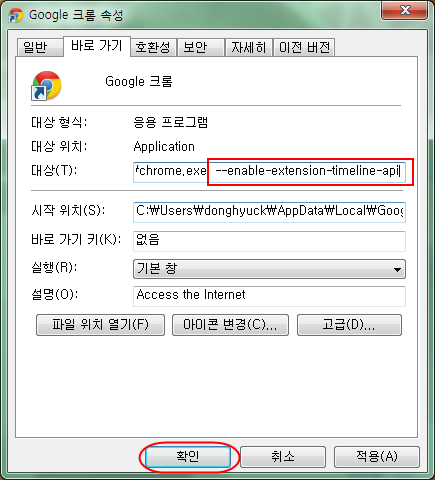 Google 크롬 속성
일반 바로 가기 호환성 보안 자세히 이전 버전
Google 크롬
대상 형식: 응용 프로그램
대상 위치: Application
대상(T): ₩chrome.exe --enable-extension-timeline-api
시작 위치(S): C:₩Users₩donghyuck₩AppData₩Local₩Goog
바로 가기 키(K): 없음
실행(R): 기본 창
설명(O): Access the Internet
파일 위치 열기(F) 아이콘 변경(C)... 고급(D)...
확인 취소 적용(A)